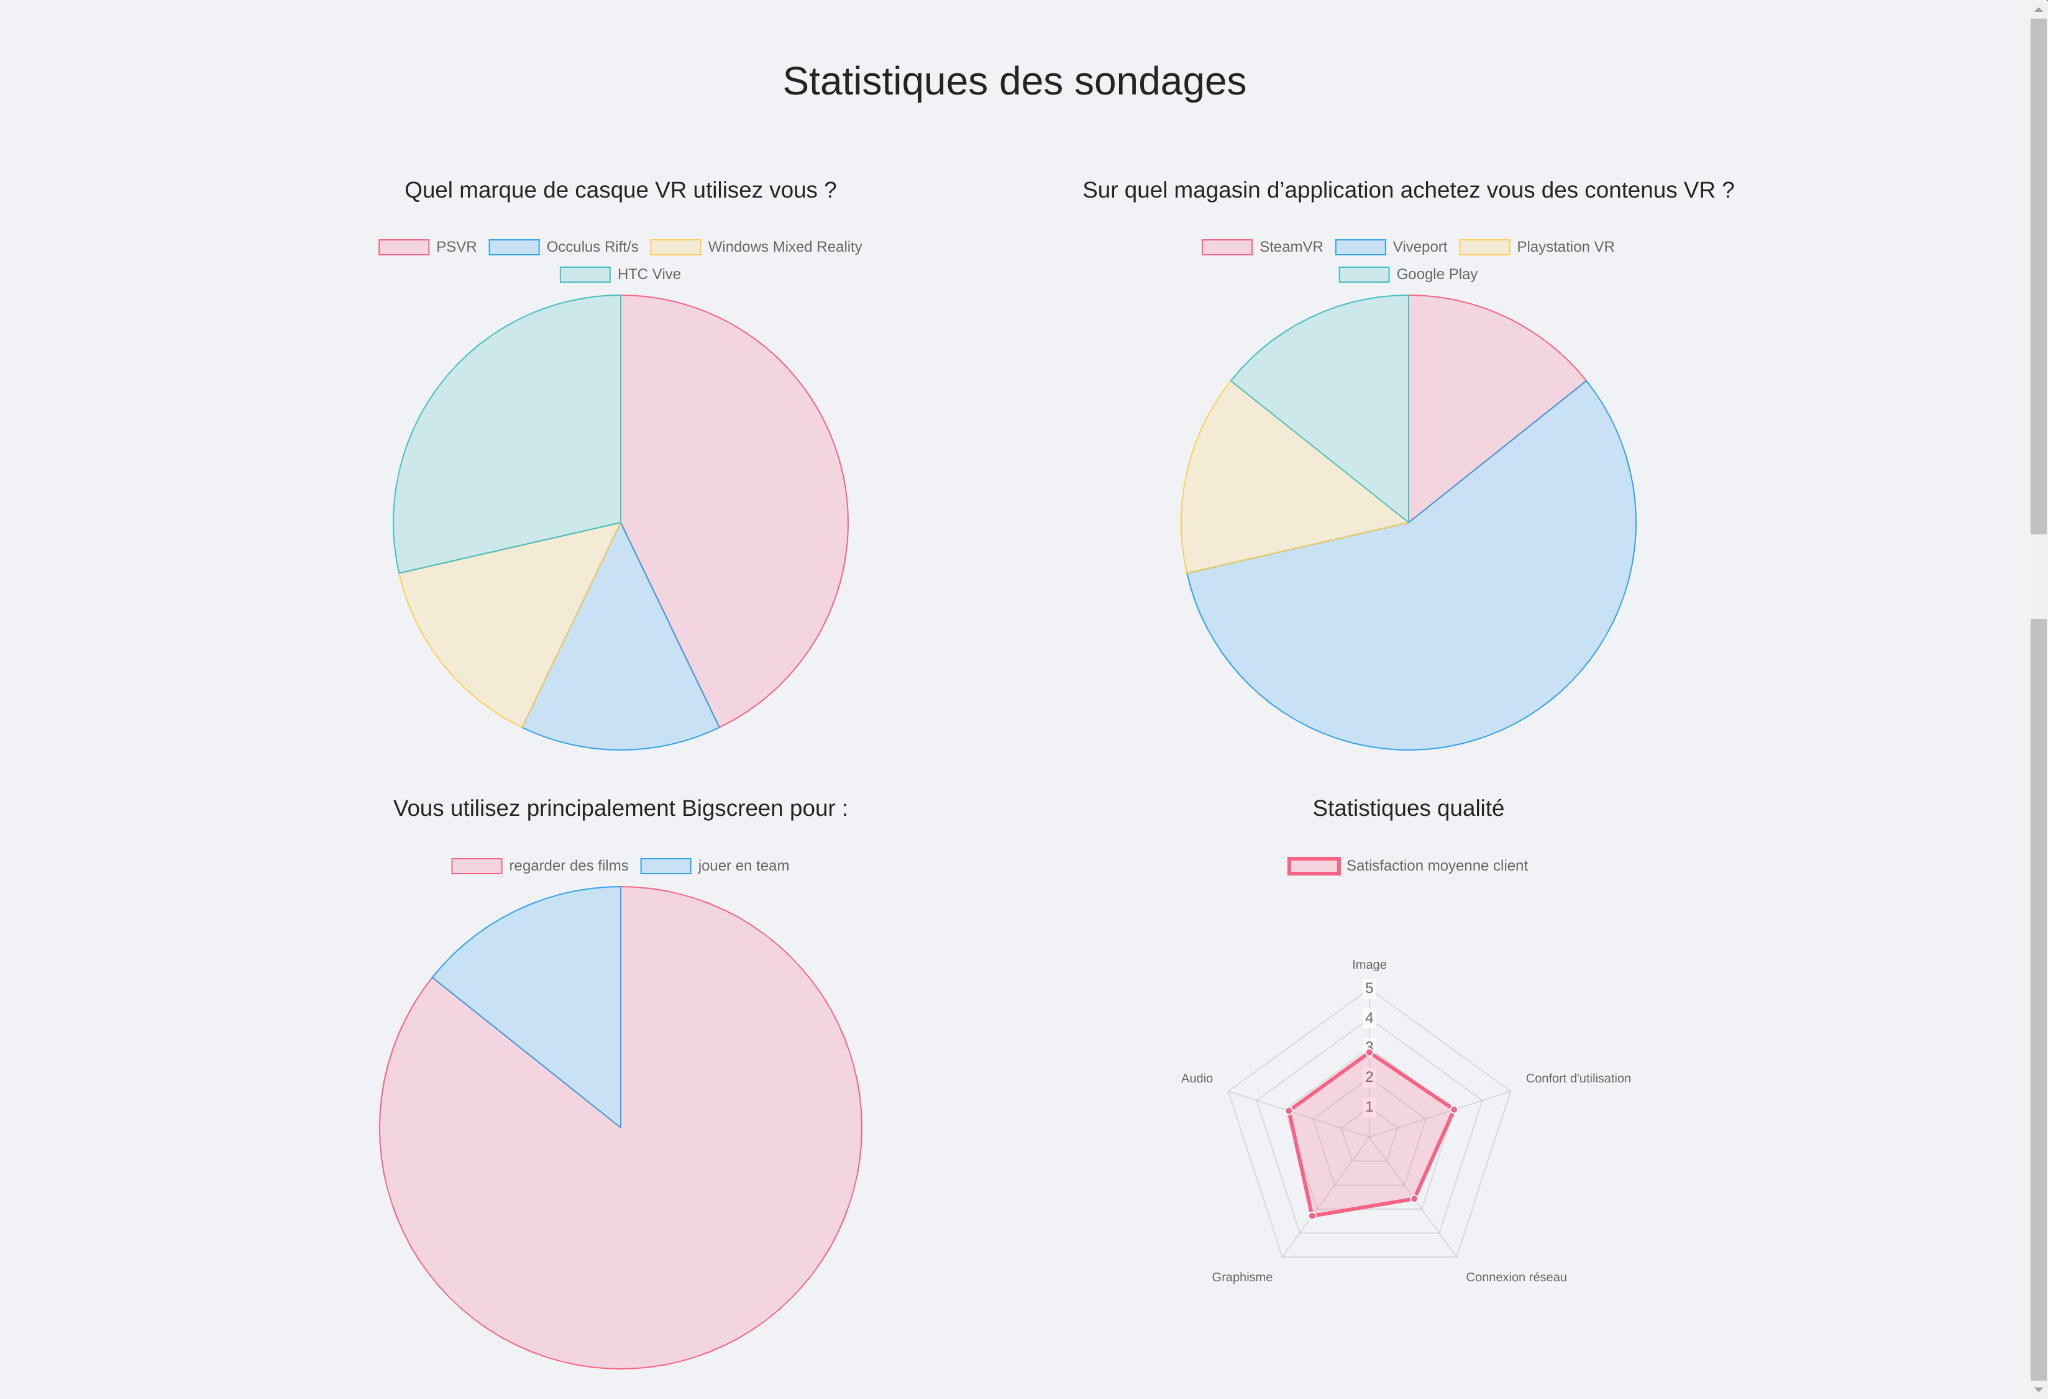 Statistiques des sondages
Quel marque de casque VR utilisez vous ?
PSVR Occulus Rift/s Windows Mixed Reality
HTC Vive
Sur quel magasin d’application achetez vous des contenus VR ?
SteamVR Viveport Playstation VR
Google Play
Vous utilisez principalement Bigscreen pour :
regarder des films jouer en team
Statistiques qualité
Satisfaction moyenne client
Image
5
4
3
2
1
Audio
Confort d'utilisation
Graphisme
Connexion réseau